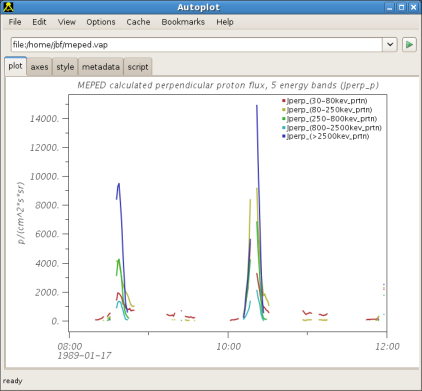 Autoplot
File Edit View Options Cache Bookmarks Help
file:/home/jbf/meped.vap
plot axes style metadata script
MEPED calculated perpendicular proton flux, 5 energy bands (Jperp_p)
Jperp_(30-80kev_prtn)
Jperp_(80-250kev_prtn)
Jperp_(250-800kev_prtn)
Jperp_(800-2500kev_prtn)
Jperp_(>2500kev_prtn)
14000.
12000.
10000.
8000.
6000.
4000.
2000.
0.
p/(cm^2*s*sr)
08:00 10:00 12:00
1989-01-17
ready